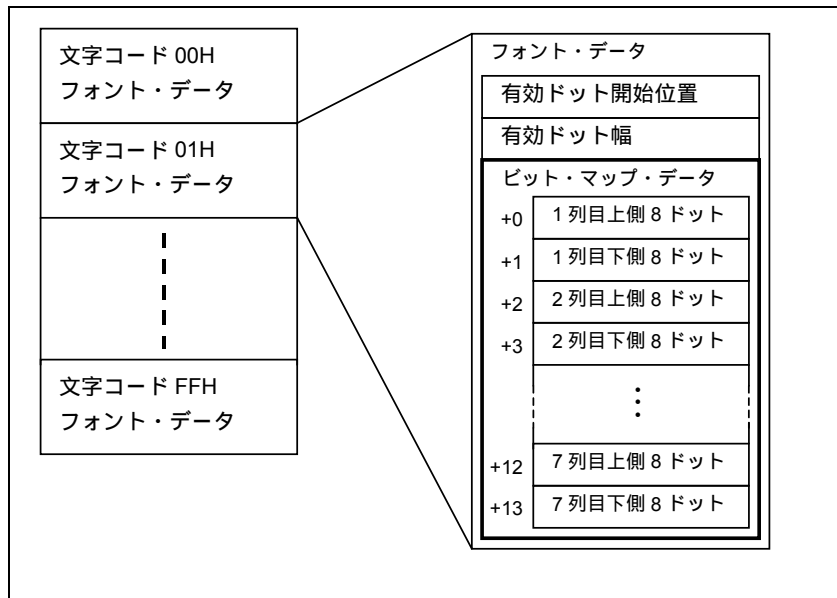 文字コード 00H
フォント・データ
文字コード 01H
フォント・データ
文字コード FFH
フォント・データ
フォント・データ
有効ドット開始位置
有効ドット幅
ビット・マップ・データ
+0 1 列目上側 8 ドット
+1 1 列目下側 8 ドット
+2 2 列目上側 8 ドット
+3 2 列目下側 8 ドット
+12 7 列目上側 8 ドット
+13 7 列目下側 8 ドット